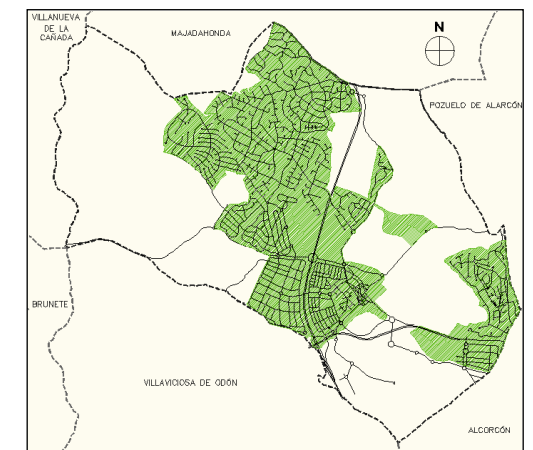 VILLANUEVA
DE LA
CAÑADA
MAJADAHONDA
N
POZUELO DE ALARCÓN
BRUNETE
VILLAVICIOSA DE ODÓN
ALCORCÓN